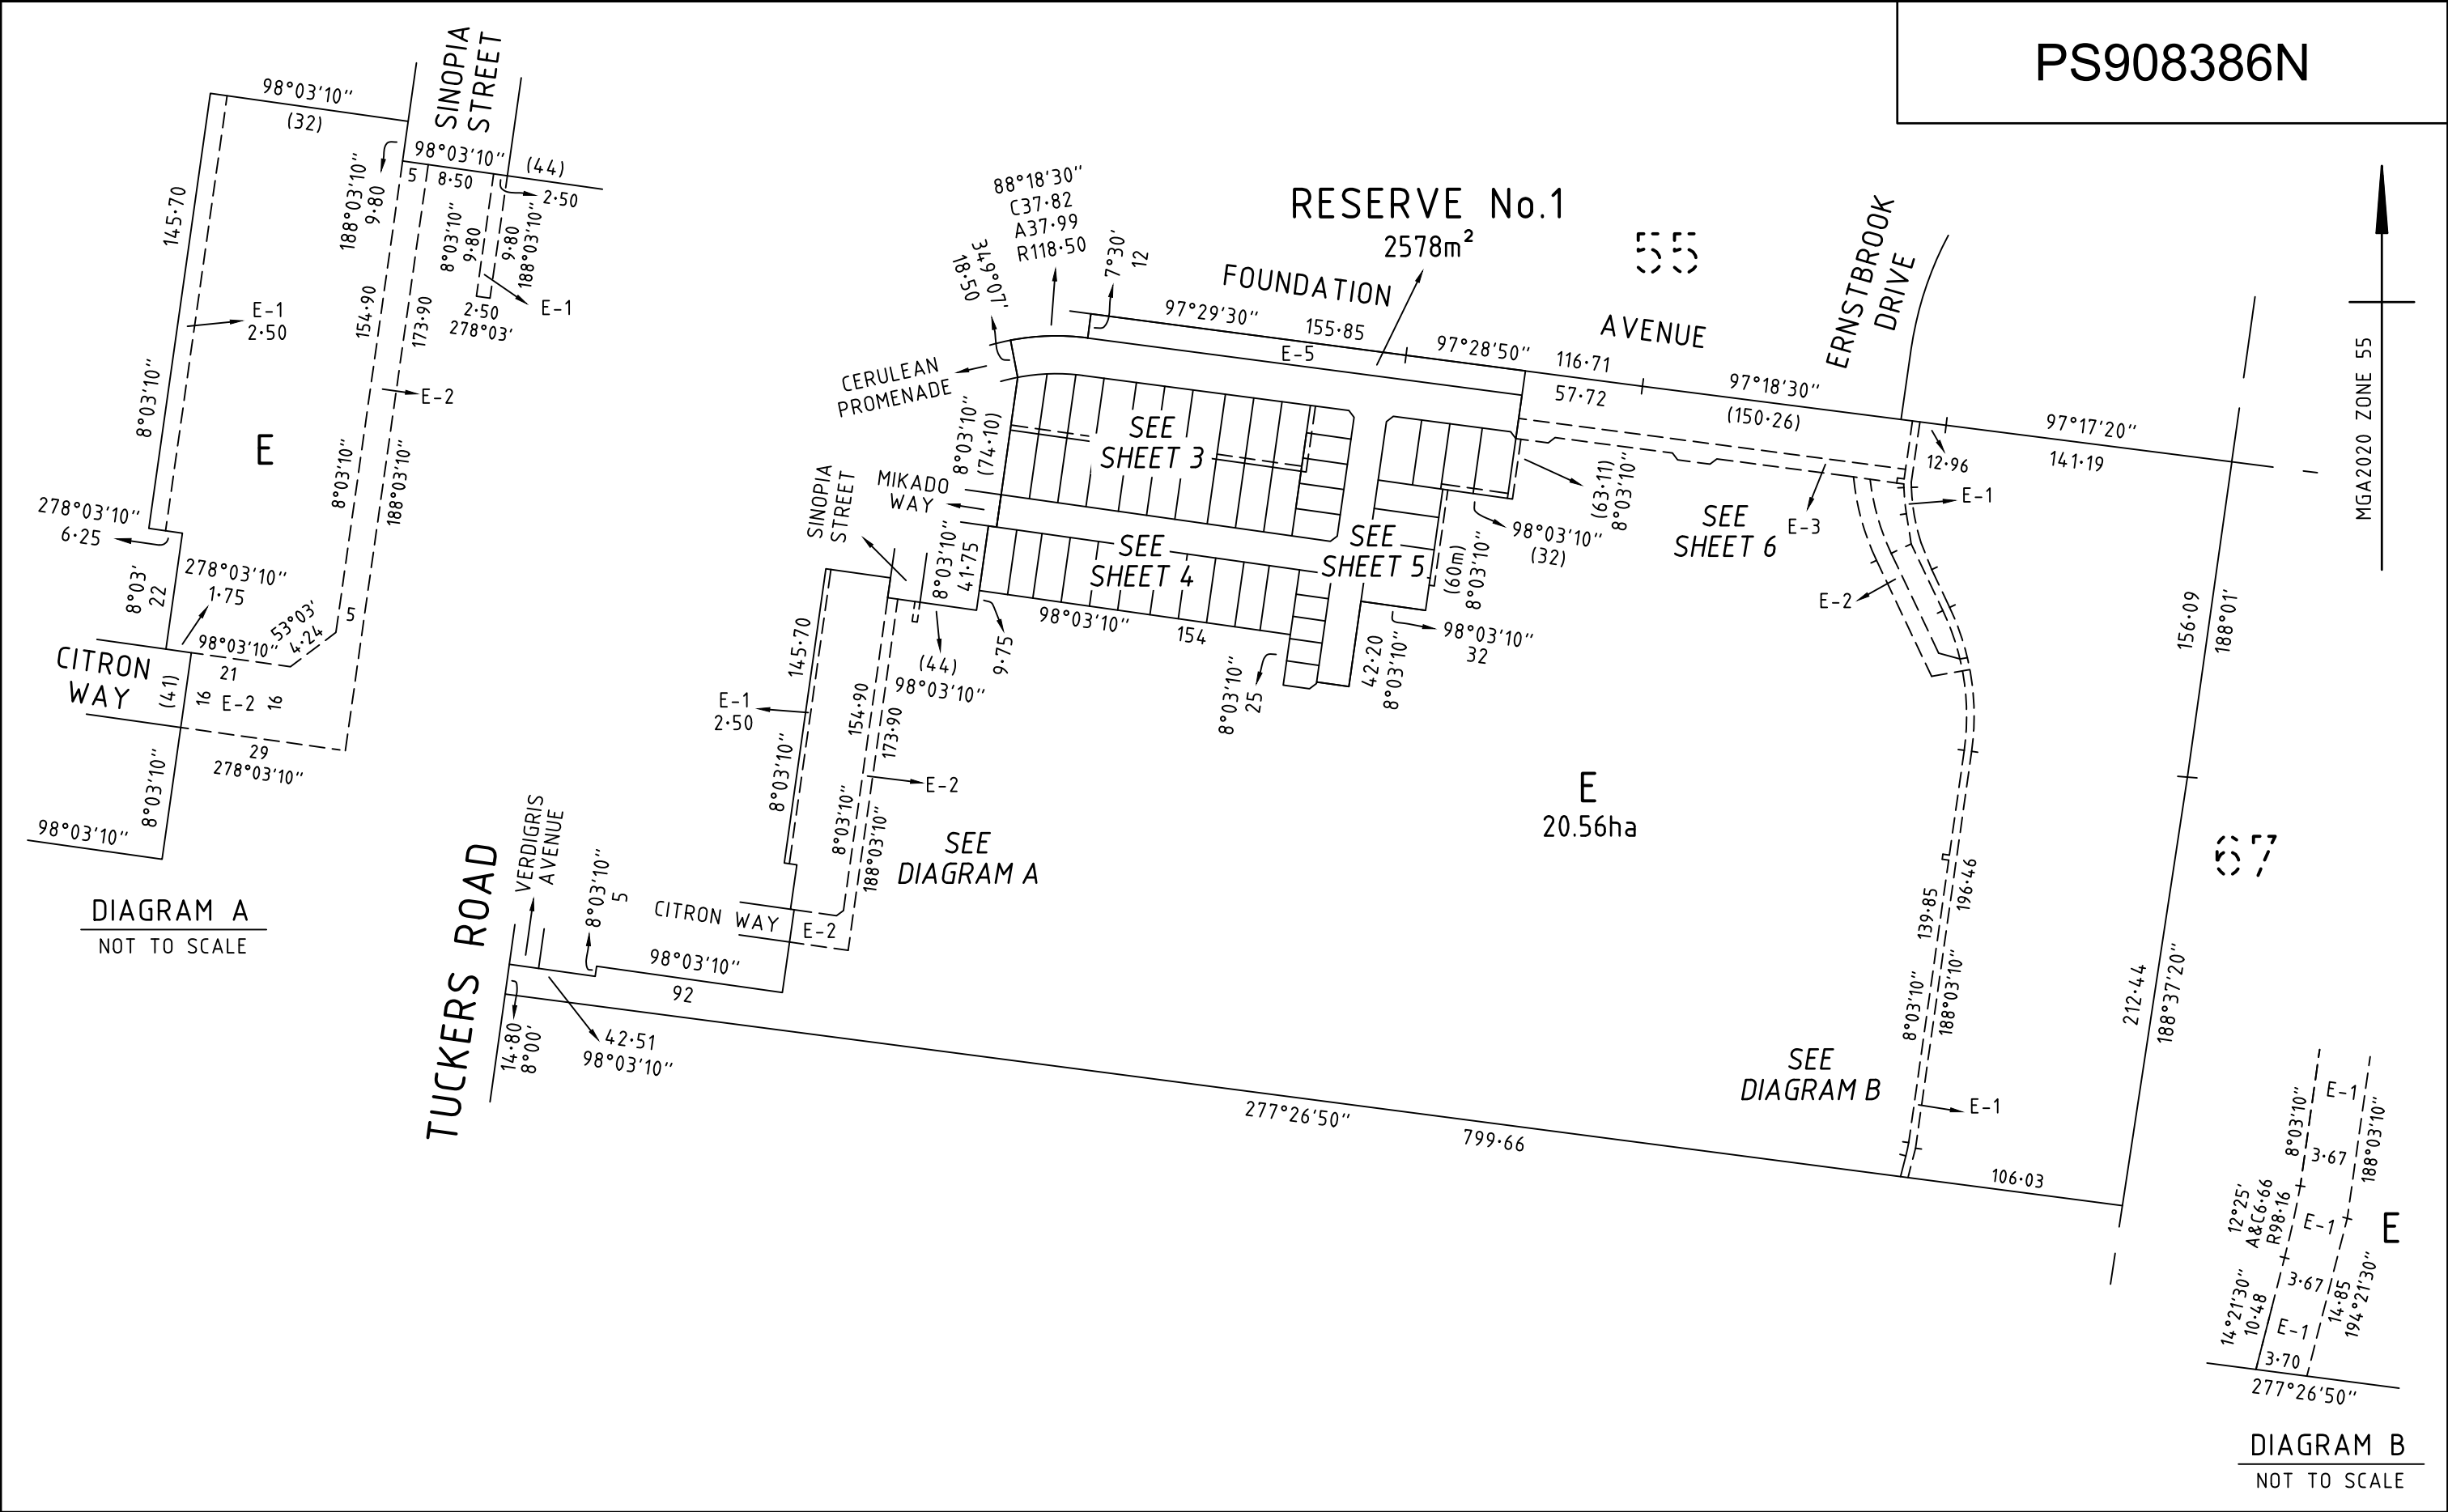 PS908386N
SINOPIA
STREET
98°03'10"
(32)
188°03'10"
9·80
98°03'10"
(44)
5
8·50
2·50
145·70
8°03'10"
9·80
9·80
188°03'10"
E-1
2·50
278°03'
E-1
2·50
154·90
173·90
E-2
8°03'10"
E
8°03'10"
188°03'10"
278°03'10"
6·25
8°03'
22
278°03'10"
1·75
53°03'
4·24
5
98°03'10"
21
CITRON
WAY
(41)
16
E-2
16
29
278°03'10"
8°03'10"
98°03'10"
DIAGRAM A
NOT TO SCALE
88°18'30"
C37·82
A37·99
R118·50
349°07'
18·50
7°30'
12
RESERVE No.1
2578m²
55
FOUNDATION
AVENUE
ERNSTBROOK
DRIVE
97°29'30"
155·85
97°28'50"
116·71
97°18'30"
57·72
(150·26)
97°17'20"
141·19
12·96
E-5
CERULEAN
PROMENADE
8°03'10"
(74·10)
SEE
SHEET 3
MIKADO
WAY
SINOPIA
STREET
8°03'10"
41·75
SEE
SHEET 4
SEE
SHEET 5
(63·11)
8°03'10"
98°03'10"
(32)
(60m)
8°03'10"
SEE
SHEET 6
E-3
E-1
E-2
98°03'10"
154
9·75
(44)
98°03'10"
98°03'10"
32
42·20
8°03'10"
8°03'10"
25
145·70
E-1
2·50
8°03'10"
154·90
173·90
E-2
8°03'10"
188°03'10"
SEE
DIAGRAM A
E
20.56ha
156·09
188°01'
67
MGA2020 ZONE 55
TUCKERS ROAD
VERDIGRIS
AVENUE
8°03'10"
5
CITRON WAY
E-2
98°03'10"
92
14·80
8°00'
42·51
98°03'10"
277°26'50"
799·66
106·03
139·85
196·46
8°03'10"
188°03'10"
212·44
188°37'20"
SEE
DIAGRAM B
E-1
8°03'10"
E-1
188°03'10"
3·67
12°25'
A&C6·66
R98·16
E-1
E
3·67
14°21'30"
10·48
14·85
194°21'30"
E-1
3·70
277°26'50"
DIAGRAM B
NOT TO SCALE